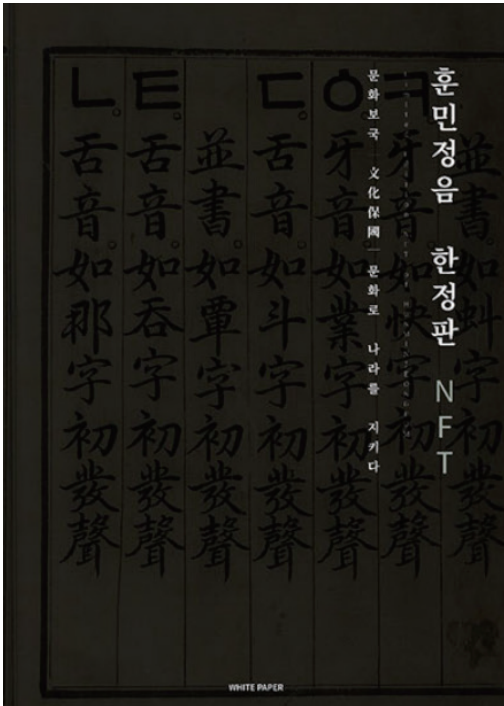 훈민정음 한정판 NFT
문화보국 文化保國 | 문화로 나라를 지키다
並書。如 字初發聲
ㅋ。牙音。如快字初發聲
ㆁ。牙音。如業字初發聲
ㄷ。舌音。如斗字初發聲
並書。如覃字初發聲
ㅌ。舌音。如呑字初發聲
ㄴ。舌音。如那字初發聲
WHITE PAPER